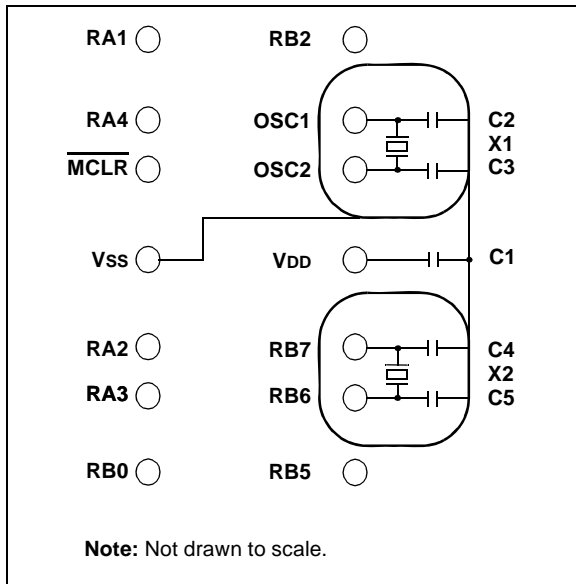 RA1 RB2
RA4 OSC1 C2
X1
MCLR OSC2 C3
VSS VDD C1
RA2 RB7 C4
X2
RA3 RB6 C5
RB0 RB5
Note: Not drawn to scale.